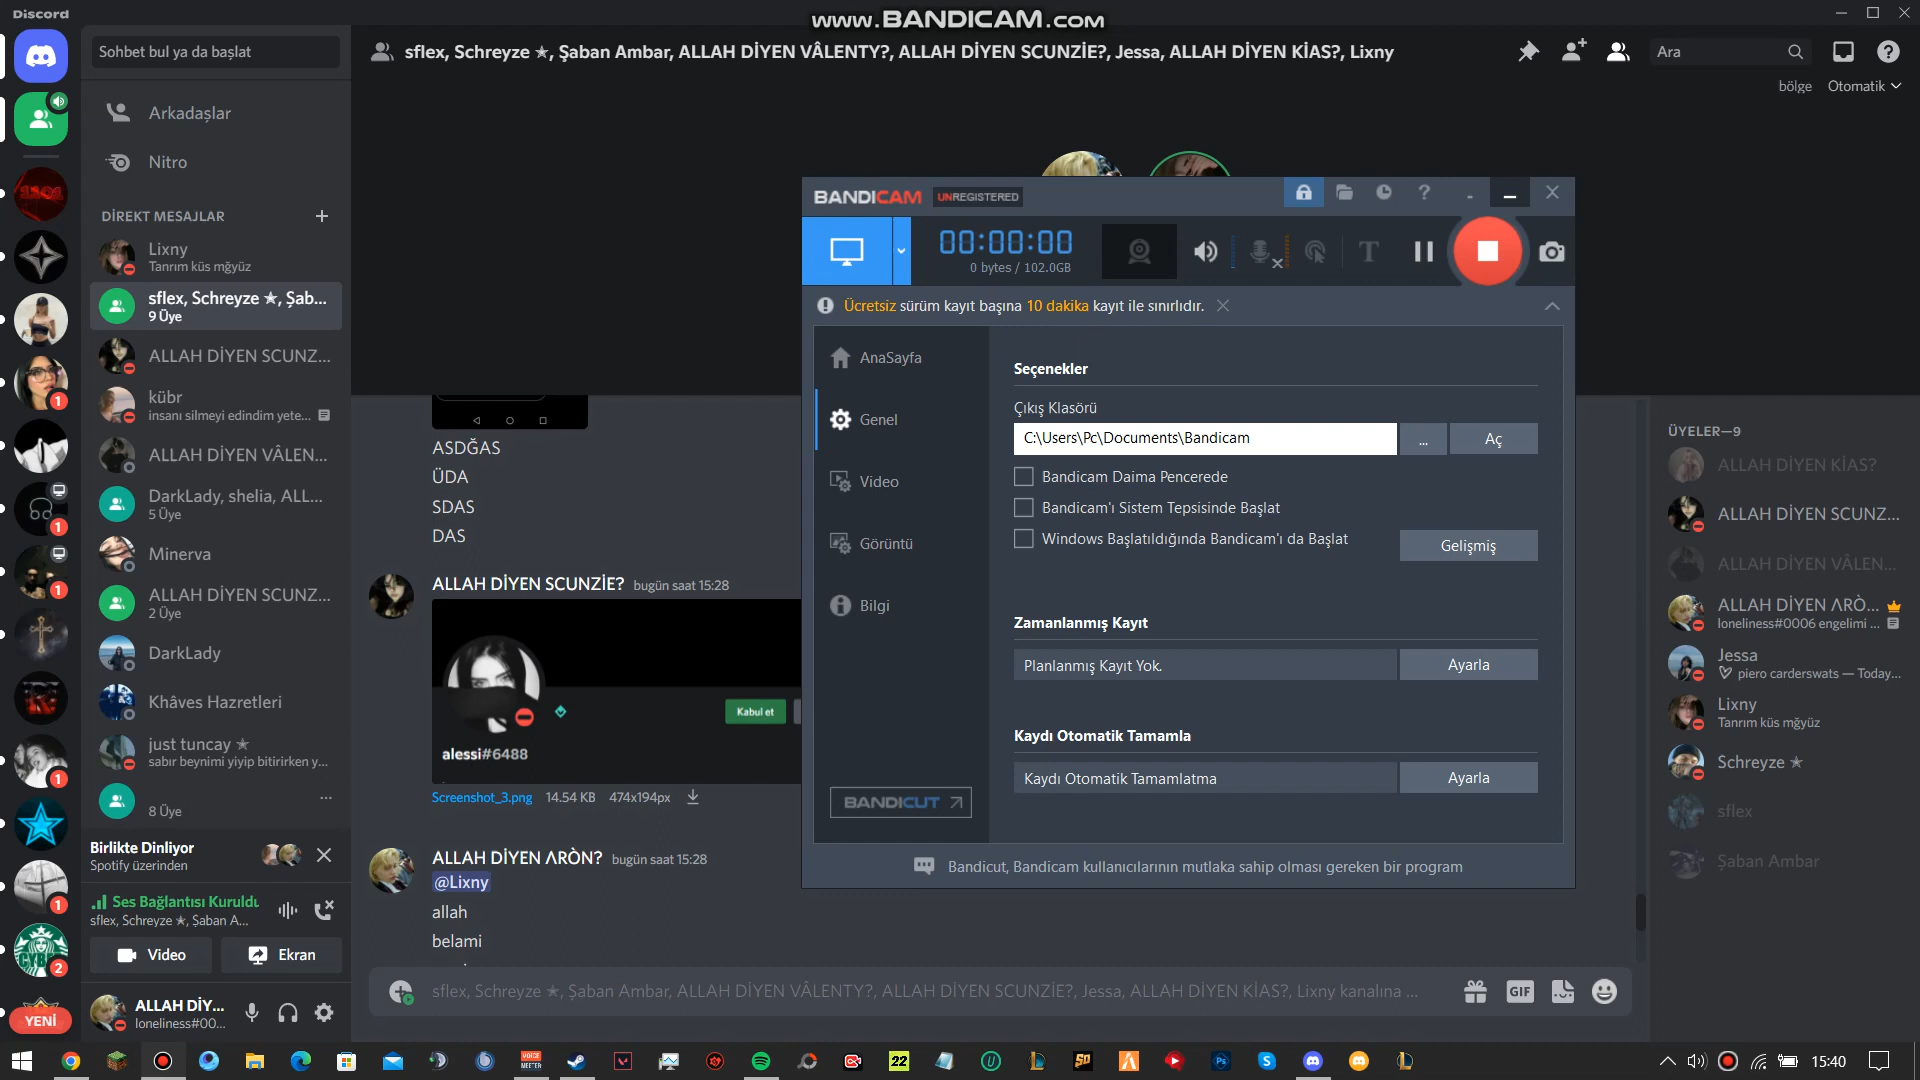 Discord
www.BANDICAM.com
Sohbet bul ya da başlat
sflex, Schreyze ★, Şaban Ambar, ALLAH DİYEN VÂLENTY?, ALLAH DİYEN SCUNZİE?, Jessa, ALLAH DİYEN KİAS?, Lixny
Ara
bölge Otomatik
Arkadaşlar
Nitro
DİREKT MESAJLAR
Lixny
Tanrım küs mğyüz
sflex, Schreyze ★, Şab...
9 Üye
ALLAH DİYEN SCUNZ...
kübr
insanı silmeyi edindim yete...
ALLAH DİYEN VÂLEN...
DarkLady, shelia, ALL...
5 Üye
Minerva
ALLAH DİYEN SCUNZ...
2 Üye
DarkLady
Khâves Hazretleri
just tuncay ★
sabır beynimi yiyip bitirirken y...
8 Üye
Birlikte Dinliyor
Spotify üzerinden
Ses Bağlantısı Kuruldu
sflex, Schreyze ★, Şaban A...
Video
Ekran
ALLAH DİY...
loneliness#00...
1
1
1
1
1
2
YENİ
ASDĞAS
ÜDA
SDAS
DAS
ALLAH DİYEN SCUNZİE? bugün saat 15:28
Kabul et
alessi#6488
Screenshot_3.png 14.54 KB 474x194px
ALLAH DİYEN ΛRÒN? bugün saat 15:28
@Lixny
allah
belami
sflex, Schreyze ★, Şaban Ambar, ALLAH DİYEN VÂLENTY?, ALLAH DİYEN SCUNZİE?, Jessa, ALLAH DİYEN KİAS?, Lixny kanalına ...
GIF
BANDICAM UNREGISTERED
00:00:00
0 bytes / 102.0GB
Ücretsiz sürüm kayıt başına 10 dakika kayıt ile sınırlıdır.
AnaSayfa
Genel
Video
Görüntü
Bilgi
BANDICUT
Seçenekler
Çıkış Klasörü
C:\Users\Pc\Documents\Bandicam
...
Aç
Bandicam Daima Pencerede
Bandicam'ı Sistem Tepsisinde Başlat
Windows Başlatıldığında Bandicam'ı da Başlat
Gelişmiş
Zamanlanmış Kayıt
Planlanmış Kayıt Yok.
Ayarla
Kaydı Otomatik Tamamla
Kaydı Otomatik Tamamlatma
Ayarla
Bandicut, Bandicam kullanıcılarının mutlaka sahip olması gereken bir program
ÜYELER—9
ALLAH DİYEN KİAS?
ALLAH DİYEN SCUNZ...
ALLAH DİYEN VÂLEN...
ALLAH DİYEN ΛRÒ...
loneliness#0006 engelimi ...
Jessa
piero carderswats — Today...
Lixny
Tanrım küs mğyüz
Schreyze ★
sflex
Şaban Ambar
VOICE MEETER
22
15:40